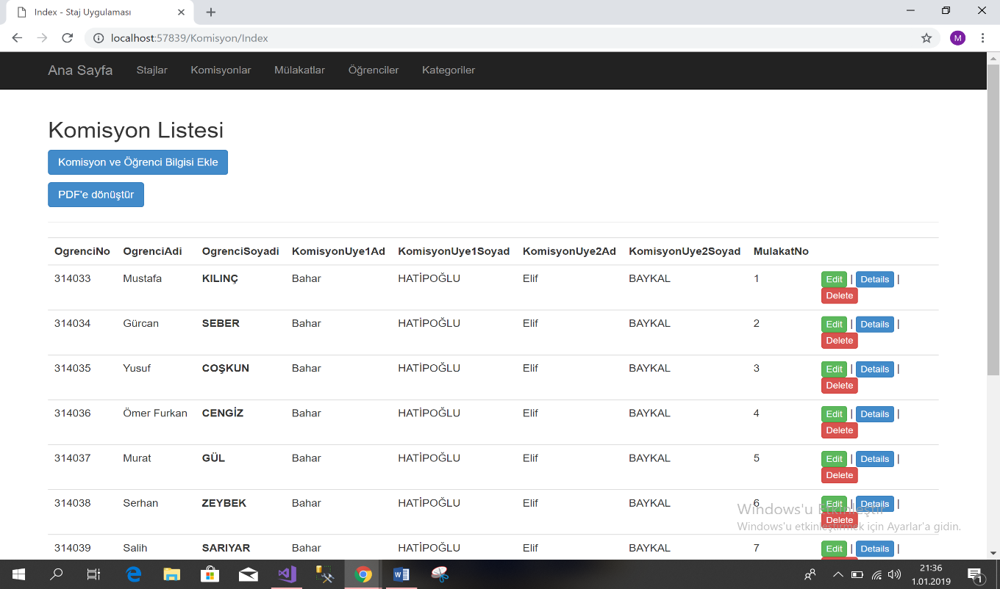 Index - Staj Uygulaması
localhost:57839/Komisyon/Index
M
Ana Sayfa Stajlar Komisyonlar Mülakatlar Öğrenciler Kategoriler
Komisyon Listesi
Komisyon ve Öğrenci Bilgisi Ekle
PDF'e dönüştür
OgrenciNo OgrenciAdi OgrenciSoyadi KomisyonUye1Ad KomisyonUye1Soyad KomisyonUye2Ad KomisyonUye2Soyad MulakatNo
314033 Mustafa KILINÇ Bahar HATİPOĞLU Elif BAYKAL 1 Edit | Details |
Delete
314034 Gürcan SEBER Bahar HATİPOĞLU Elif BAYKAL 2 Edit | Details |
Delete
314035 Yusuf COŞKUN Bahar HATİPOĞLU Elif BAYKAL 3 Edit | Details |
Delete
314036 Ömer Furkan CENGİZ Bahar HATİPOĞLU Elif BAYKAL 4 Edit | Details |
Delete
314037 Murat GÜL Bahar HATİPOĞLU Elif BAYKAL 5 Edit | Details |
Delete
314038 Serhan ZEYBEK Bahar HATİPOĞLU Elif BAYKAL 6 Edit | Details |
Delete
Windows'u Etkinleştir
Windows'u etkinleştirmek için Ayarlar'a gidin.
314039 Salih SARIYAR Bahar HATİPOĞLU Elif BAYKAL 7 Edit | Details |
21:36
1.01.2019
1